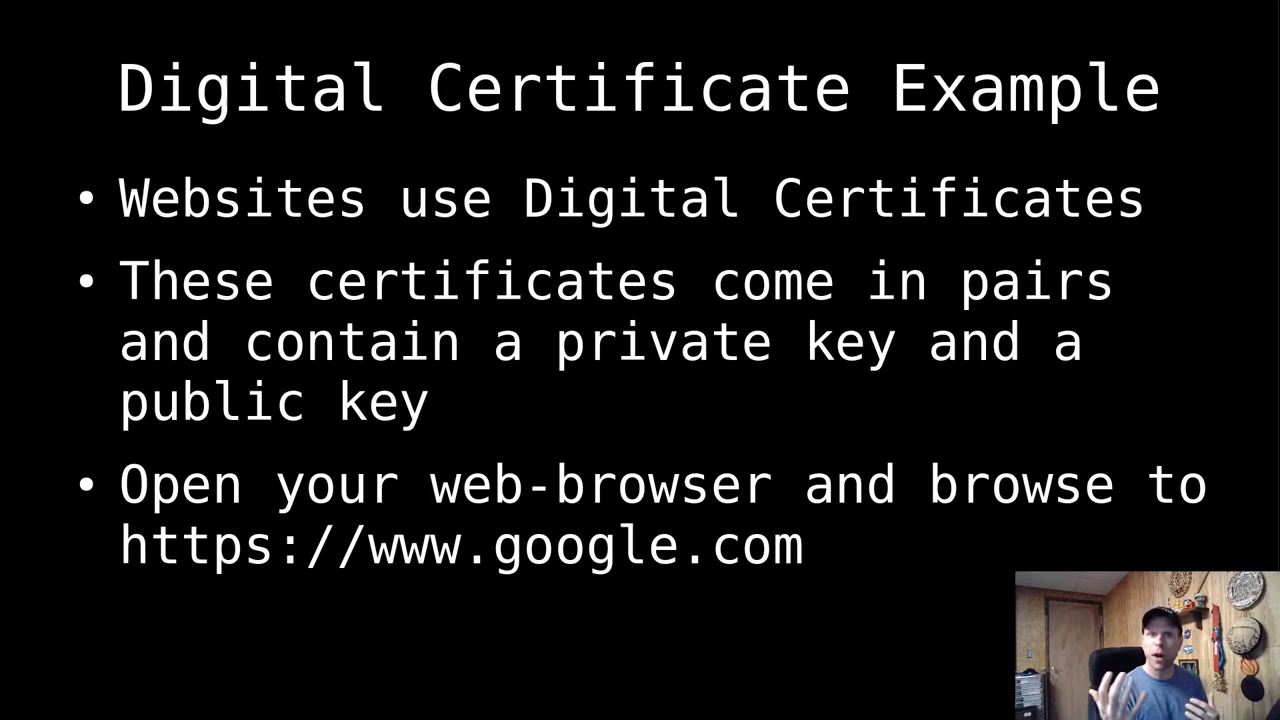 Digital Certificate Example
• Websites use Digital Certificates
• These certificates come in pairs
and contain a private key and a
public key
• Open your web-browser and browse to
https://www.google.com